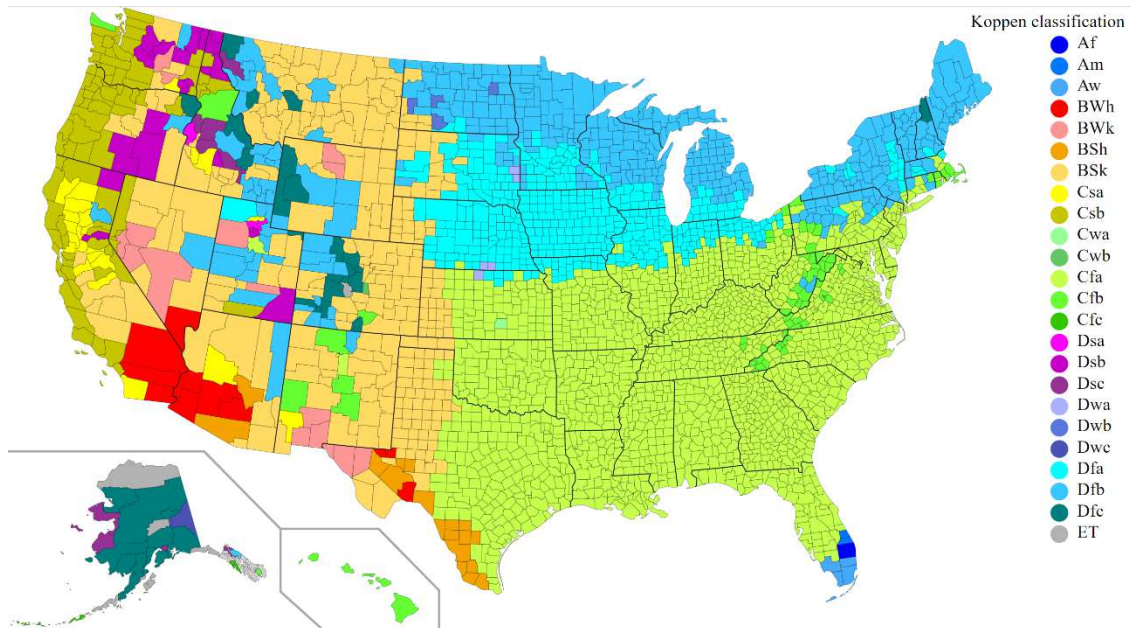 Koppen classification
Af
Am
Aw
BWh
BWk
BSh
BSk
Csa
Csb
Cwa
Cwb
Cfa
Cfb
Cfc
Dsa
Dsb
Dsc
Dwa
Dwb
Dwc
Dfa
Dfb
Dfc
ET